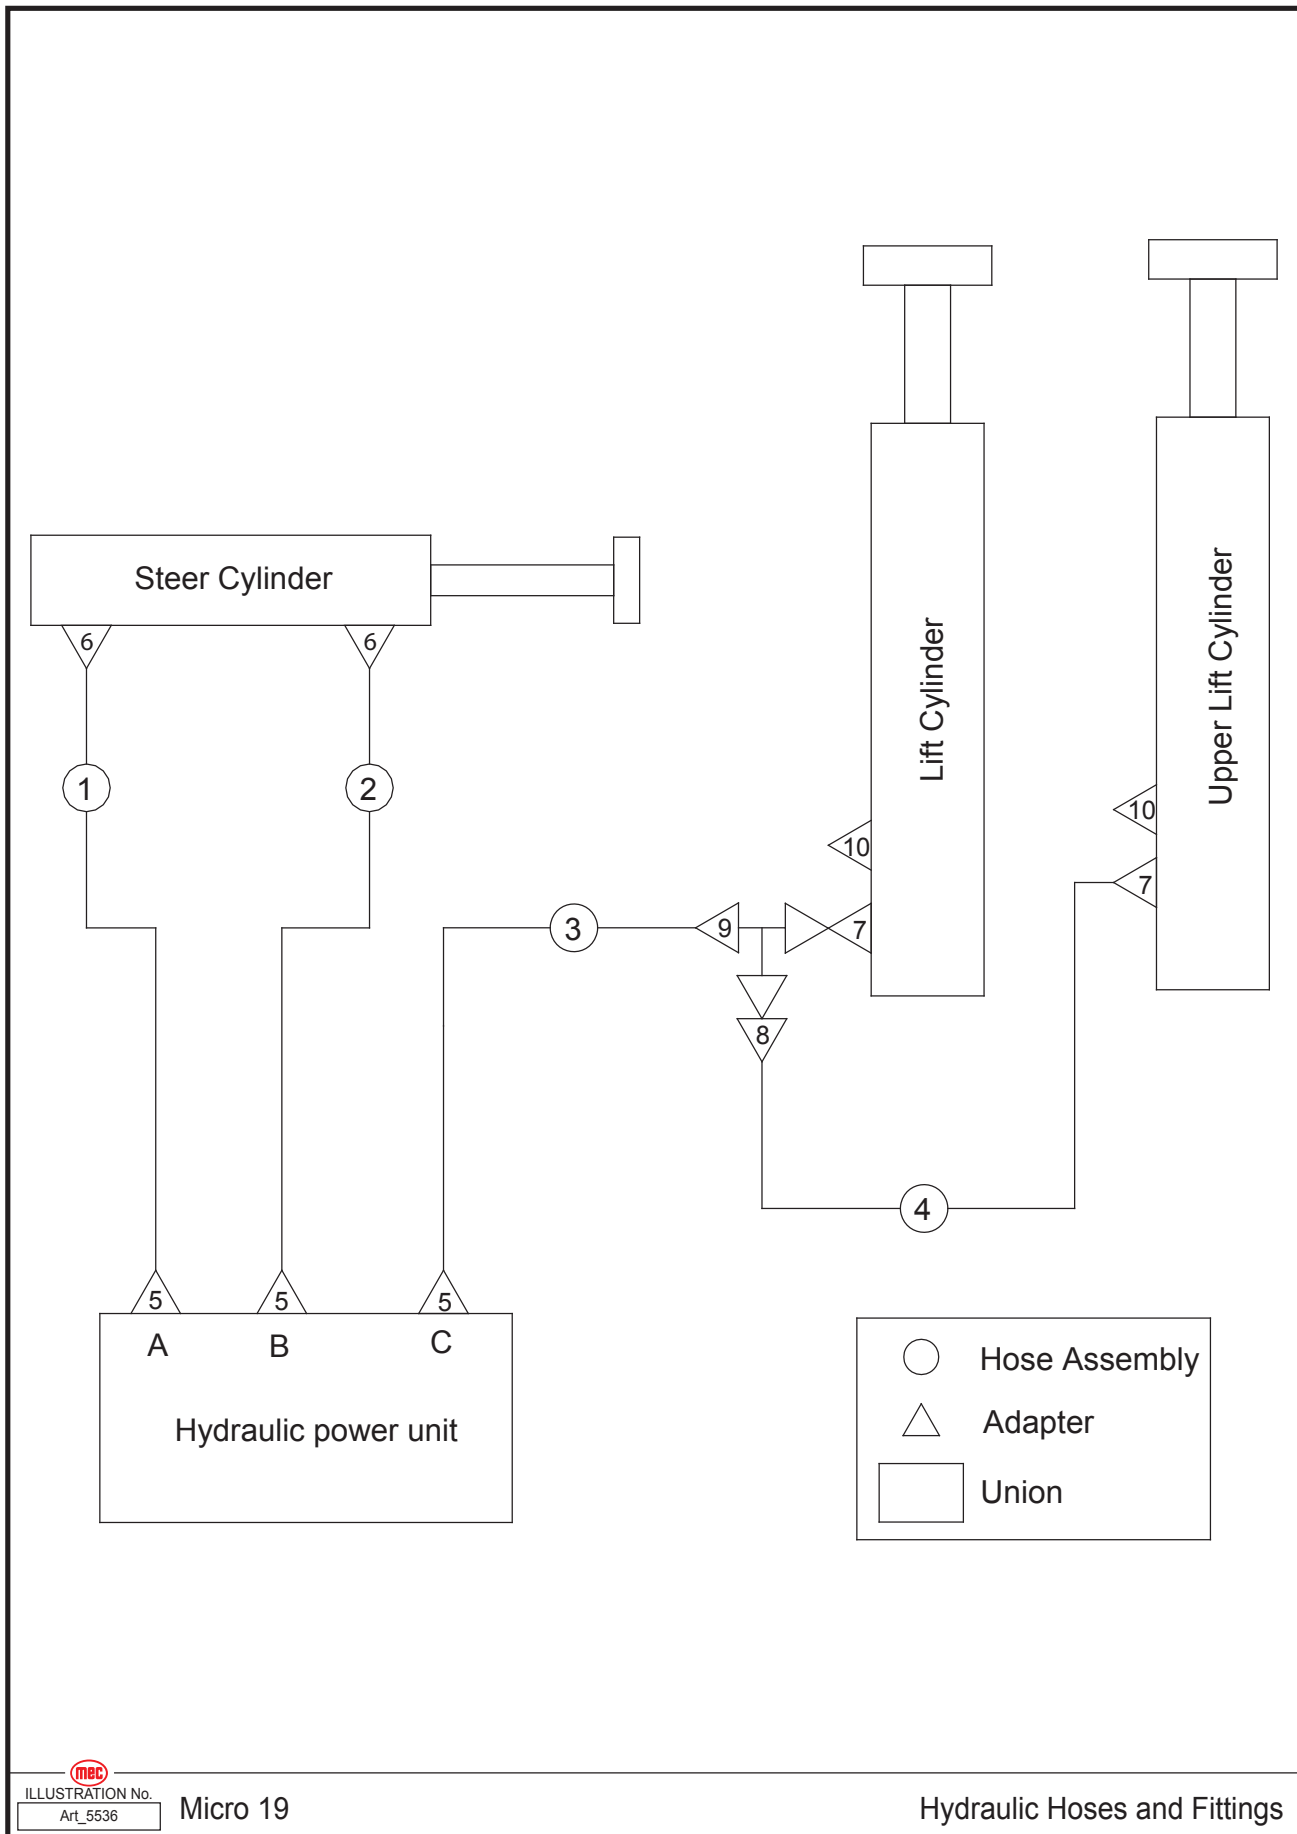 Steer Cylinder
6
6
1
2
Lift Cylinder
Upper Lift Cylinder
10
10
7
7
3
9
8
4
5
5
5
A
B
C
Hydraulic power unit
Hose Assembly
Adapter
Union
mec
ILLUSTRATION No.
Art_5536
Micro 19
Hydraulic Hoses and Fittings